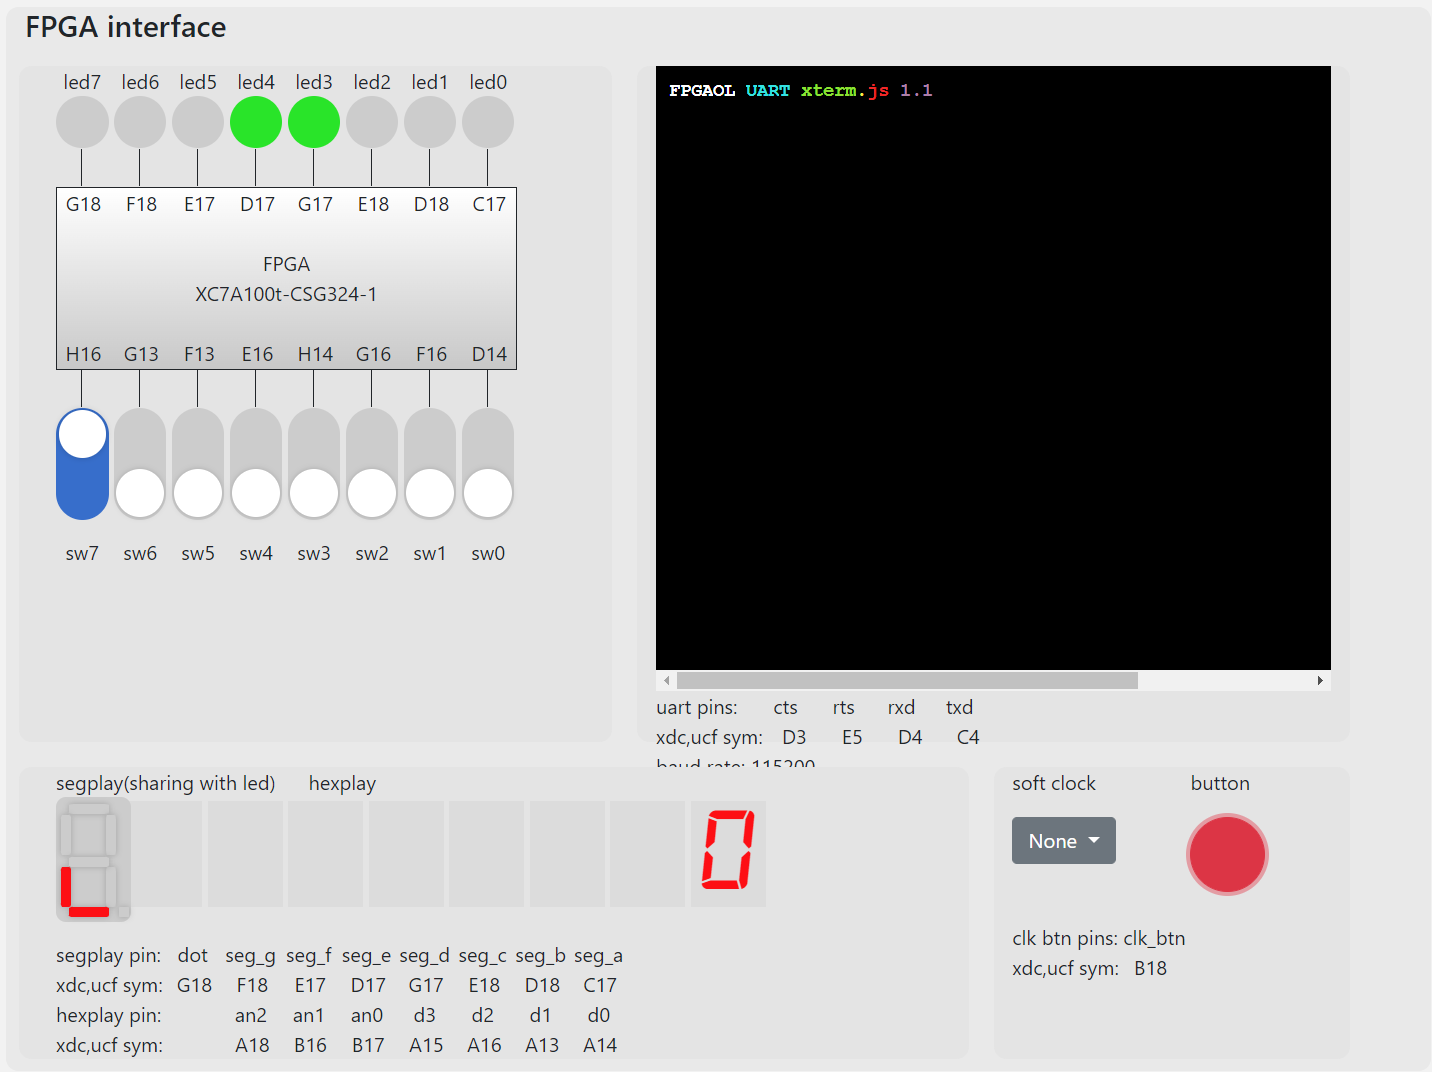 FPGA interface
led7 led6 led5 led4 led3 led2 led1 led0
G18 F18 E17 D17 G17 E18 D18 C17
FPGA
XC7A100t-CSG324-1
H16 G13 F13 E16 H14 G16 F16 D14
sw7 sw6 sw5 sw4 sw3 sw2 sw1 sw0
FPGAOL UART xterm.js 1.1
uart pins: cts rts rxd txd
xdc,ucf sym: D3 E5 D4 C4
baud rate: 115200
segplay(sharing with led) hexplay
0
segplay pin: dot seg_g seg_f seg_e seg_d seg_c seg_b seg_a
xdc,ucf sym: G18 F18 E17 D17 G17 E18 D18 C17
hexplay pin: an2 an1 an0 d3 d2 d1 d0
xdc,ucf sym: A18 B16 B17 A15 A16 A13 A14
soft clock button
None
clk btn pins: clk_btn
xdc,ucf sym: B18